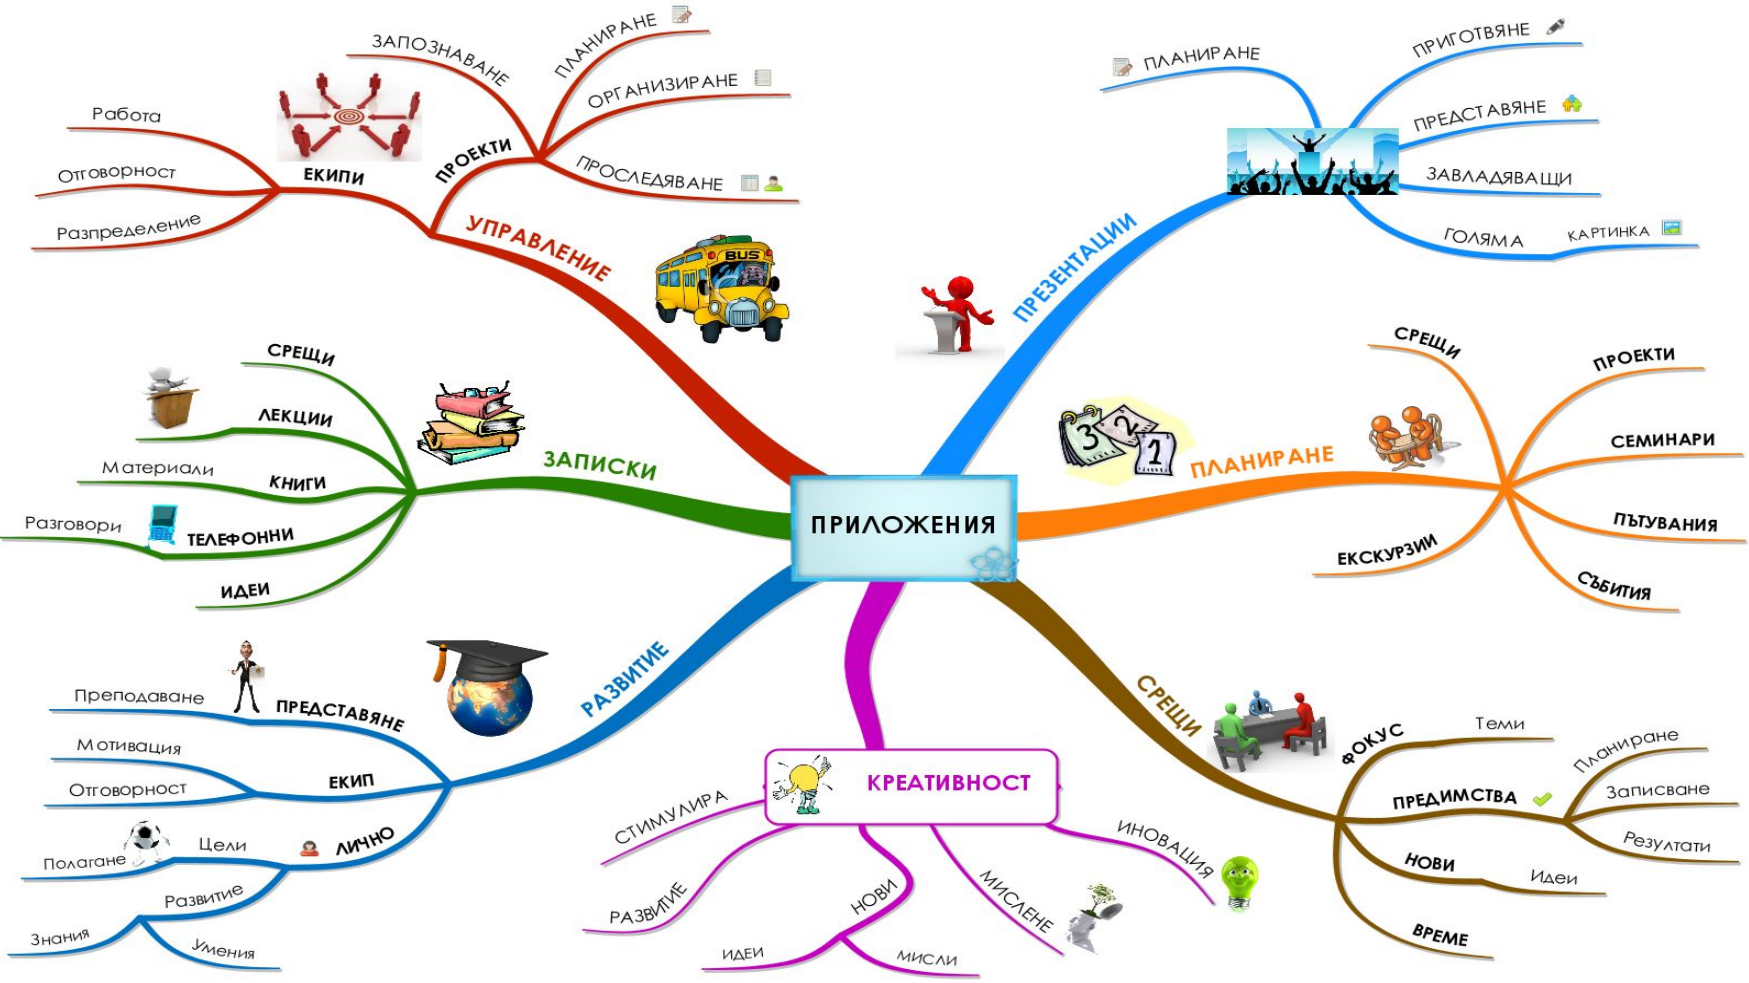 ПРИЛОЖЕНИЯ
УПРАВЛЕНИЕ
ЕКИПИ
Работа
Отговорност
Разпределение
ПРОЕКТИ
ЗАПОЗНАВАНЕ
ПЛАНИРАНЕ
ОРГАНИЗИРАНЕ
ПРОСЛЕДЯВАНЕ
BUS
ПРЕЗЕНТАЦИИ
ПЛАНИРАНЕ
ПРИГОТВЯНЕ
ПРЕДСТАВЯНЕ
ЗАВЛАДЯВАЩИ
ГОЛЯМА
КАРТИНКА
ЗАПИСКИ
СРЕЩИ
ЛЕКЦИИ
КНИГИ
Материали
ТЕЛЕФОННИ
Разговори
ИДЕИ
ПЛАНИРАНЕ
3
2
1
СРЕЩИ
ПРОЕКТИ
СЕМИНАРИ
ПЪТУВАНИЯ
СЪБИТИЯ
ЕКСКУРЗИИ
РАЗВИТИЕ
ПРЕДСТАВЯНЕ
Преподаване
ЕКИП
Мотивация
Отговорност
ЛИЧНО
Цели
Полагане
Развитие
Знания
Умения
КРЕАТИВНОСТ
СТИМУЛИРА
РАЗВИТИЕ
НОВИ
ИДЕИ
МИСЛИ
МИСЛЕНЕ
ИНОВАЦИЯ
СРЕЩИ
ФОКУС
Теми
ПРЕДИМСТВА
Планиране
Записване
Резултати
НОВИ
Идеи
ВРЕМЕ